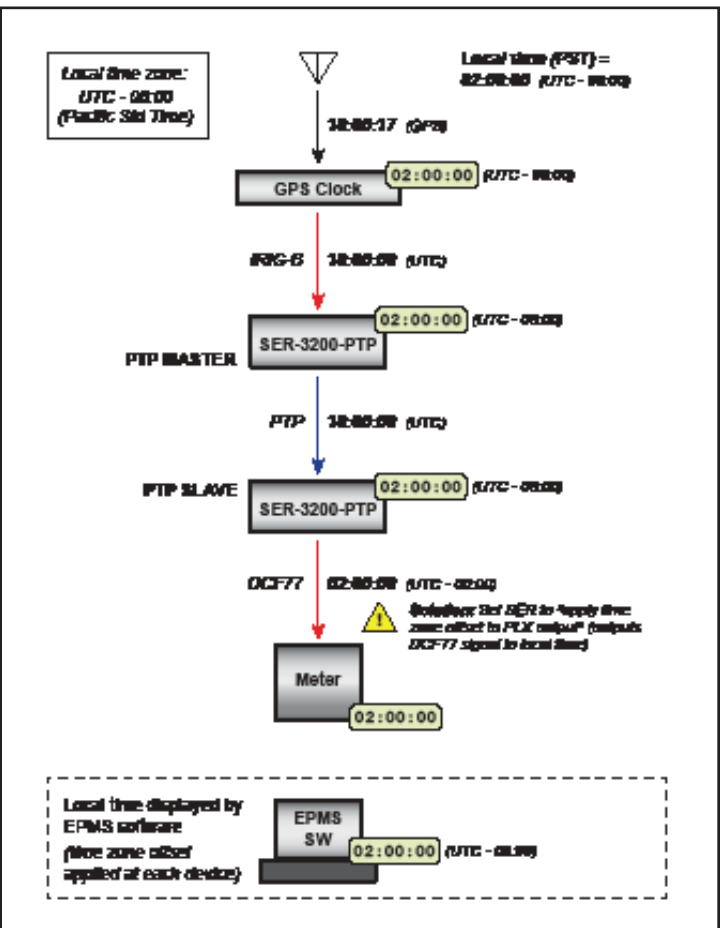 Local time zone:
UTC - 08:00
(Pacific Std Time)
Local time (PST) =
02:00:00 (UTC - 08:00)
10:00:17 (GPS)
GPS Clock
02:00:00 (UTC - 08:00)
IRIG-B 10:00:00 (UTC)
02:00:00 (UTC - 08:00)
SER-3200-PTP
PTP MASTER
PTP 10:00:00 (UTC)
PTP SLAVE
02:00:00 (UTC - 08:00)
SER-3200-PTP
DCF77 02:00:00 (UTC - 08:00)
Solution: Set SER to "apply time
zone offset to PLX output" (outputs
DCF77 signal in local time)
Meter
02:00:00
Local time displayed by
EPMS software
(time zone offset
applied at each device)
EPMS
SW
02:00:00 (UTC - 08:00)